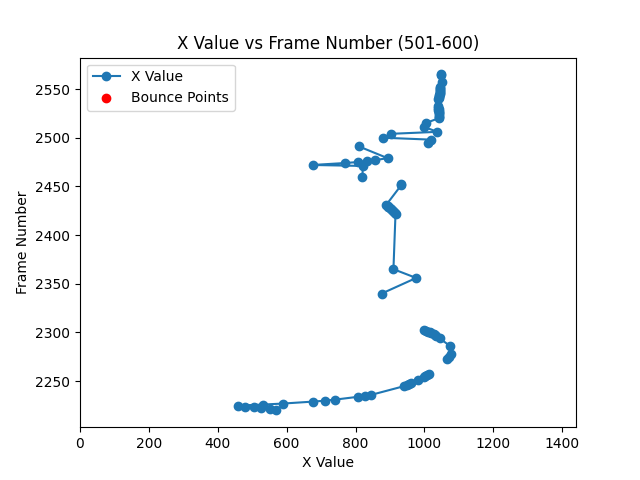 X Value vs Frame Number (501-600)
X Value
Bounce Points
Frame Number
2550
2500
2450
2400
2350
2300
2250
0 200 400 600 800 1000 1200 1400
X Value